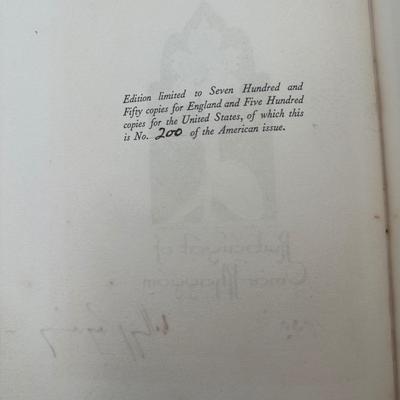 Edition limited to Seven Hundred and
Fifty copies for England and Five Hundred
copies for the United States, of which this
is No. 200 of the American issue.